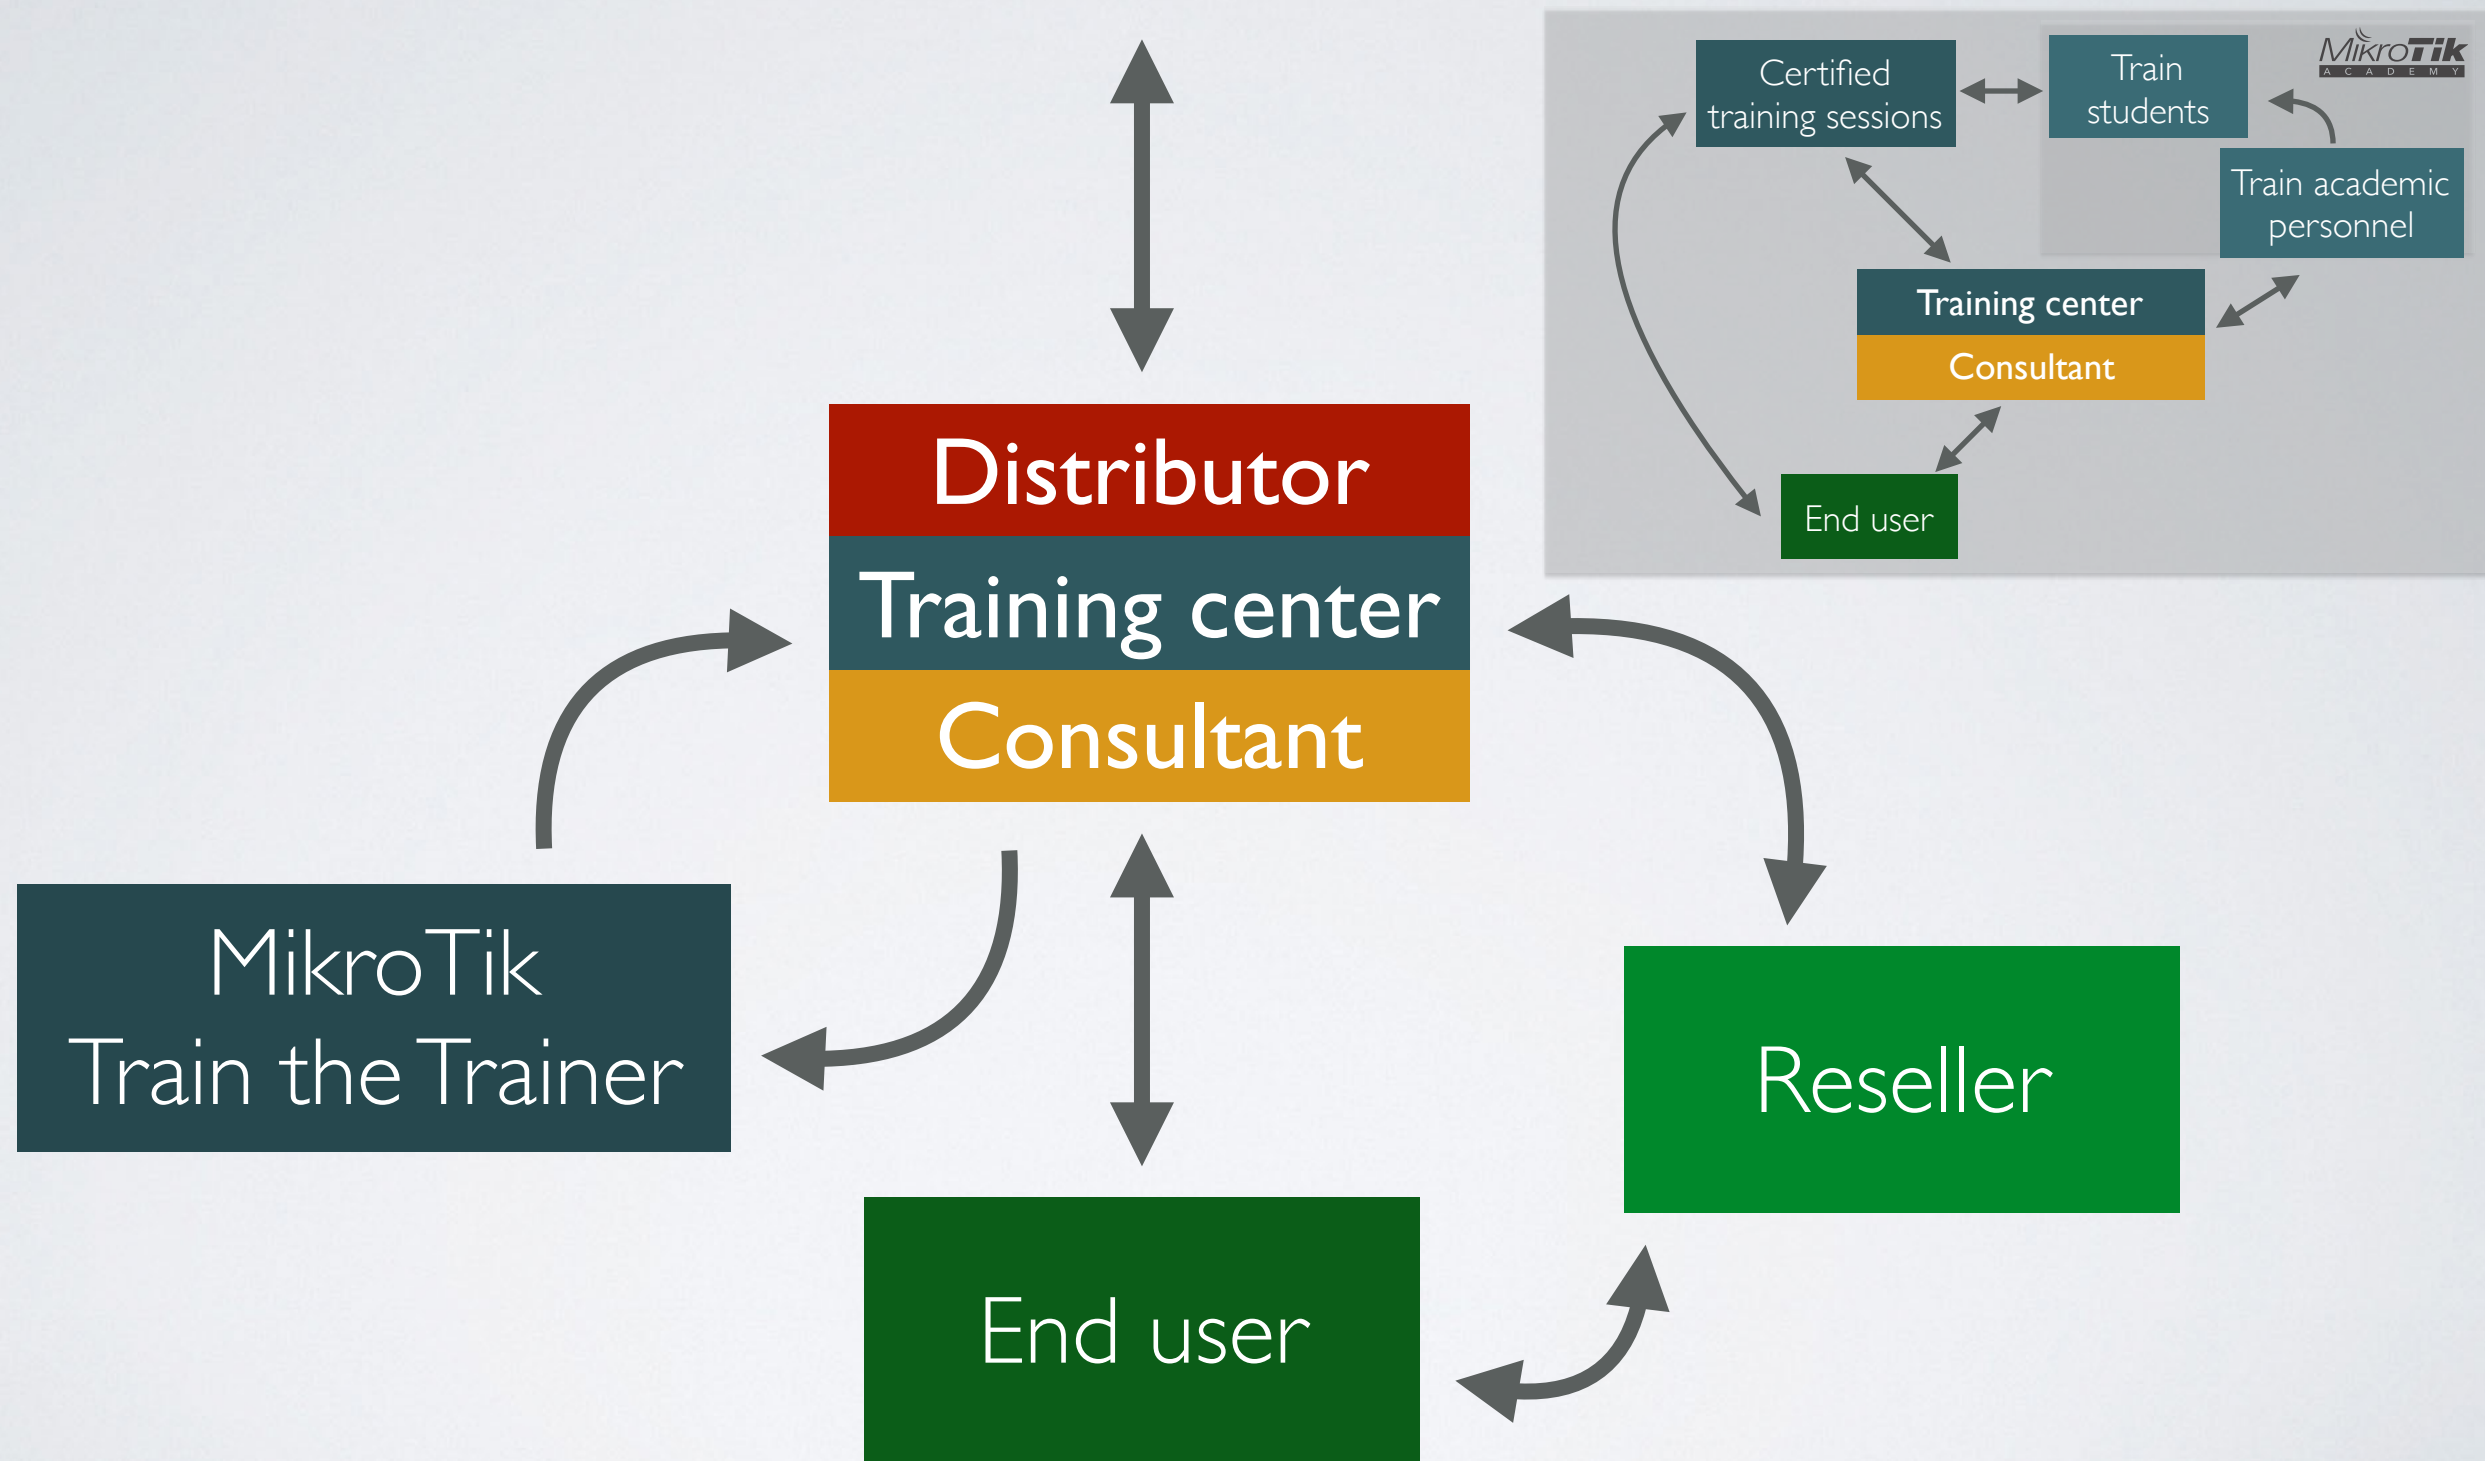 Certified
training sessions
Train
students
MikroTik
ACADEMY
Train academic
personnel
Training center
Consultant
End user
Distributor
Training center
Consultant
MikroTik
Train the Trainer
Reseller
End user